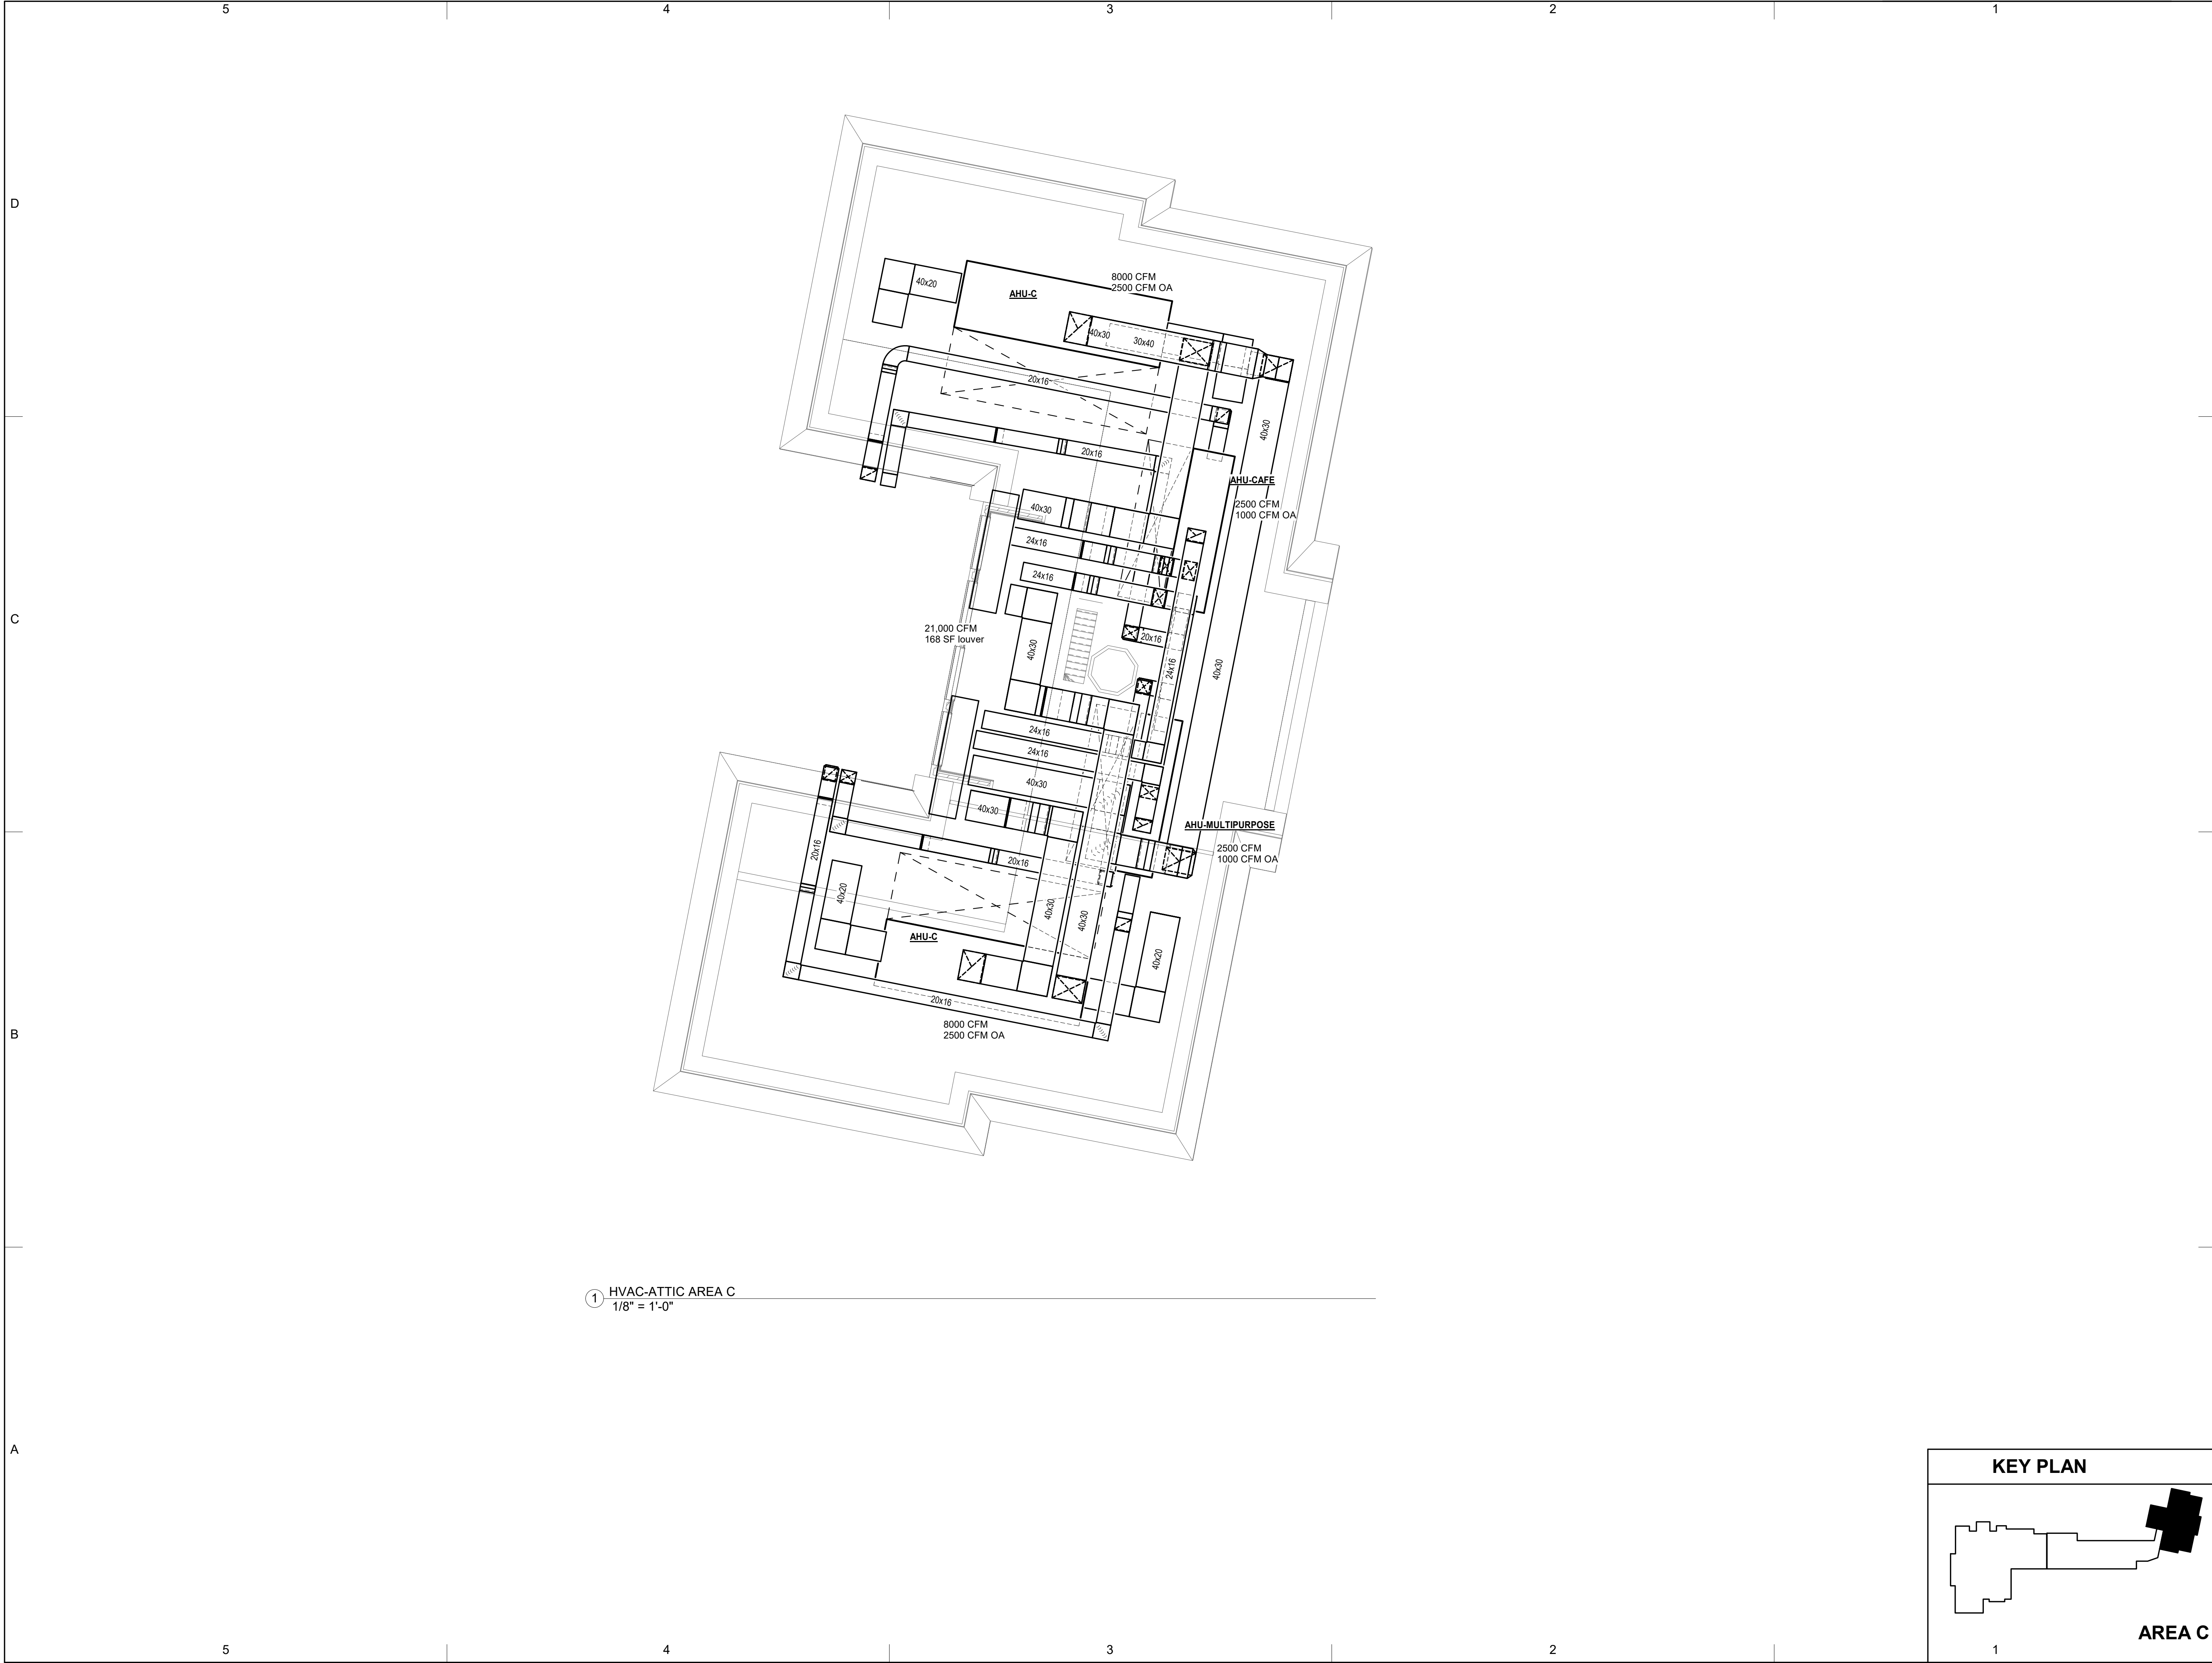 5 4 3 2 1
D
C
B
A
40x20
AHU-C
8000 CFM
2500 CFM OA
40x30
30x40
20x16
40x30
20x16
AHU-CAFE
2500 CFM
1000 CFM OA
40x30
24x16
24x16
21,000 CFM
168 SF louver
40x30
20x16
24x16
40x30
24x16
24x16
40x30
40x30
AHU-MULTIPURPOSE
2500 CFM
1000 CFM OA
20x16
20x16
40x20
40x30
40x30
AHU-C
40x20
20x16
8000 CFM
2500 CFM OA
1 HVAC-ATTIC AREA C
1/8" = 1'-0"
KEY PLAN
AREA C
5 4 3 2 1